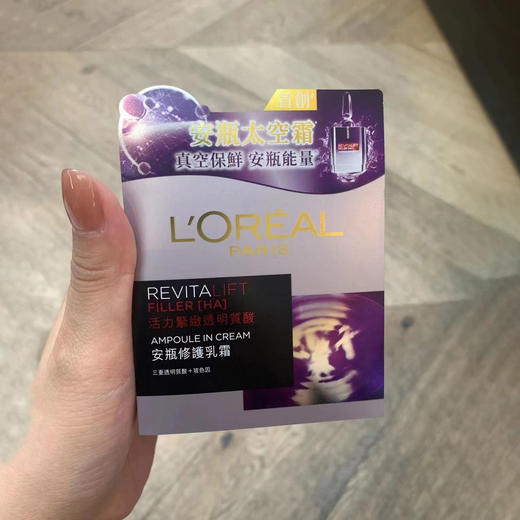 首創
安瓶太空霜
真空保鮮 安瓶能量
REVITALIFT
L'ORÉAL
PARIS
REVITALIFT
FILLER [HA]
活力緊緻透明質酸
AMPOULE IN CREAM
安瓶修護乳霜
三重透明質酸+玻色因